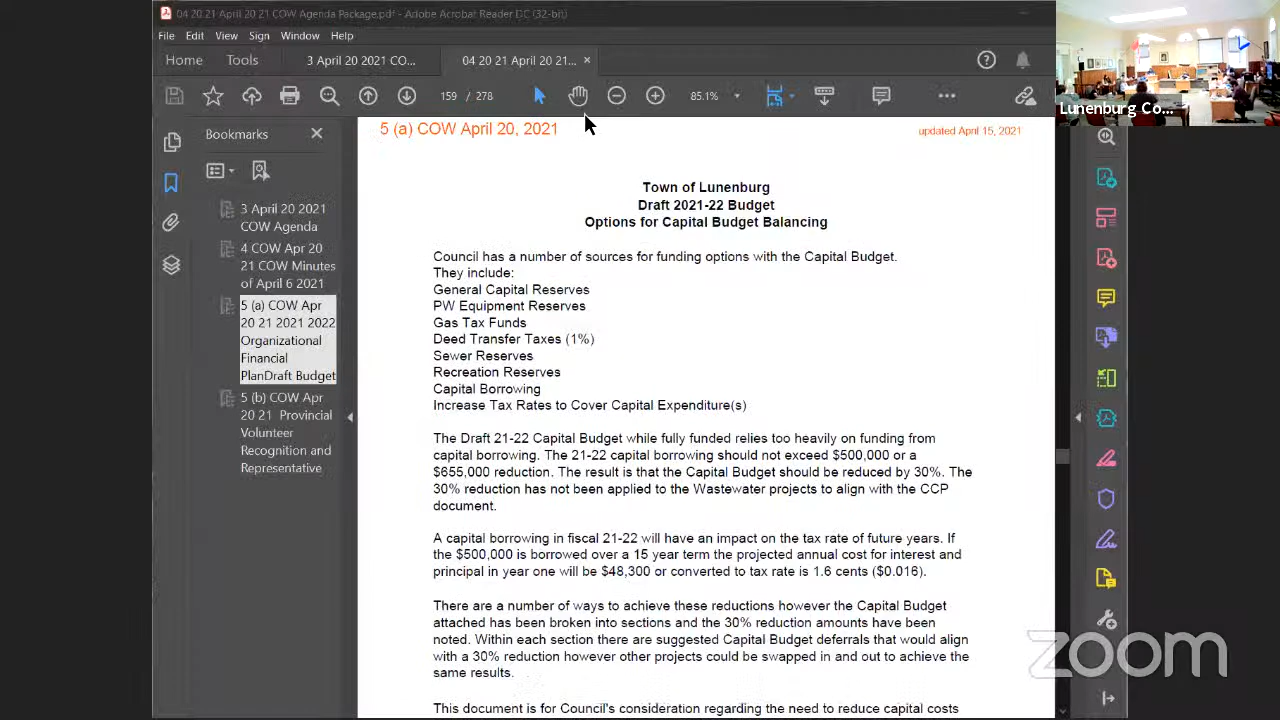 04 20 21 April 20 21 COW Agenda Package.pdf - Adobe Acrobat Reader DC (32-bit)
File Edit View Sign Window Help
Home Tools 3 April 20 2021 CO... 04 20 21 April 20 21... ×
159 / 278 85.1%
Lunenburg Co...
Bookmarks
3 April 20 2021
COW Agenda
4 COW Apr 20
21 COW Minutes
of April 6 2021
5 (a) COW Apr
20 21 2021 2022
Organizational
Financial
PlanDraft Budget
5 (b) COW Apr
20 21 Provincial
Volunteer
Recognition and
Representative
5 (a) COW April 20, 2021
updated April 15, 2021
Town of Lunenburg
Draft 2021-22 Budget
Options for Capital Budget Balancing
Council has a number of sources for funding options with the Capital Budget.
They include:
General Capital Reserves
PW Equipment Reserves
Gas Tax Funds
Deed Transfer Taxes (1%)
Sewer Reserves
Recreation Reserves
Capital Borrowing
Increase Tax Rates to Cover Capital Expenditure(s)
The Draft 21-22 Capital Budget while fully funded relies too heavily on funding from
capital borrowing. The 21-22 capital borrowing should not exceed $500,000 or a
$655,000 reduction. The result is that the Capital Budget should be reduced by 30%. The
30% reduction has not been applied to the Wastewater projects to align with the CCP
document.
A capital borrowing in fiscal 21-22 will have an impact on the tax rate of future years. If
the $500,000 is borrowed over a 15 year term the projected annual cost for interest and
principal in year one will be $48,300 or converted to tax rate is 1.6 cents ($0.016).
There are a number of ways to achieve these reductions however the Capital Budget
attached has been broken into sections and the 30% reduction amounts have been
noted. Within each section there are suggested Capital Budget deferrals that would align
with a 30% reduction however other projects could be swapped in and out to achieve the
same results.
This document is for Council's consideration regarding the need to reduce capital costs
zoom